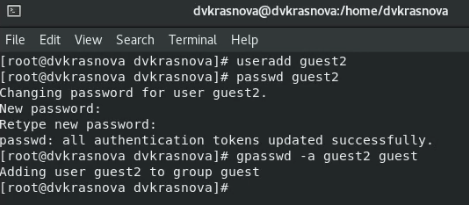 dvkrasnova@dvkrasnova:/home/dvkrasnova
File Edit View Search Terminal Help
[root@dvkrasnova dvkrasnova]# useradd guest2
[root@dvkrasnova dvkrasnova]# passwd guest2
Changing password for user guest2.
New password:
Retype new password:
passwd: all authentication tokens updated successfully.
[root@dvkrasnova dvkrasnova]# gpasswd -a guest2 guest
Adding user guest2 to group guest
[root@dvkrasnova dvkrasnova]#